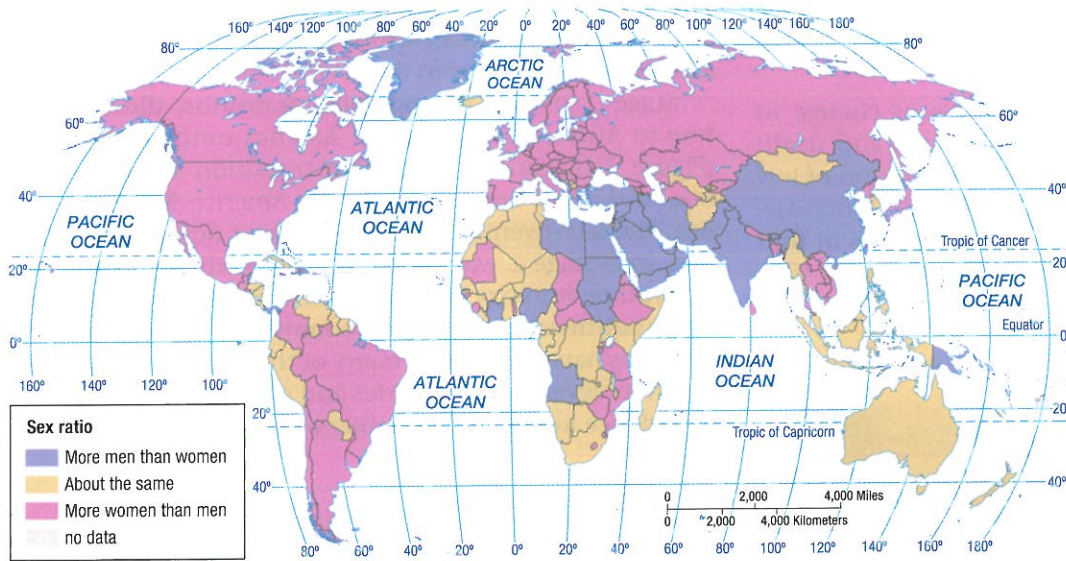 160° 140° 120° 100° 80° 60° 40° 20° 0° 20° 40° 60° 80° 100° 120° 140° 160°
80° 80°
ARCTIC
OCEAN
60° 60°
40° 40°
PACIFIC
OCEAN
ATLANTIC
OCEAN
Tropic of Cancer
20° 20°
PACIFIC
OCEAN
Equator
0° 0°
INDIAN
OCEAN
160° 140° 120° 100° 60° 40° 80° 100° 160° 180°
ATLANTIC
OCEAN
20° 20°
Tropic of Capricorn
40° 40°
Sex ratio
More men than women
About the same
More women than men
no data
0 2,000 4,000 Miles
0 2,000 4,000 Kilometers
80° 60° 40° 20° 0° 20° 40° 60° 80° 100° 120° 140° 160° 180°